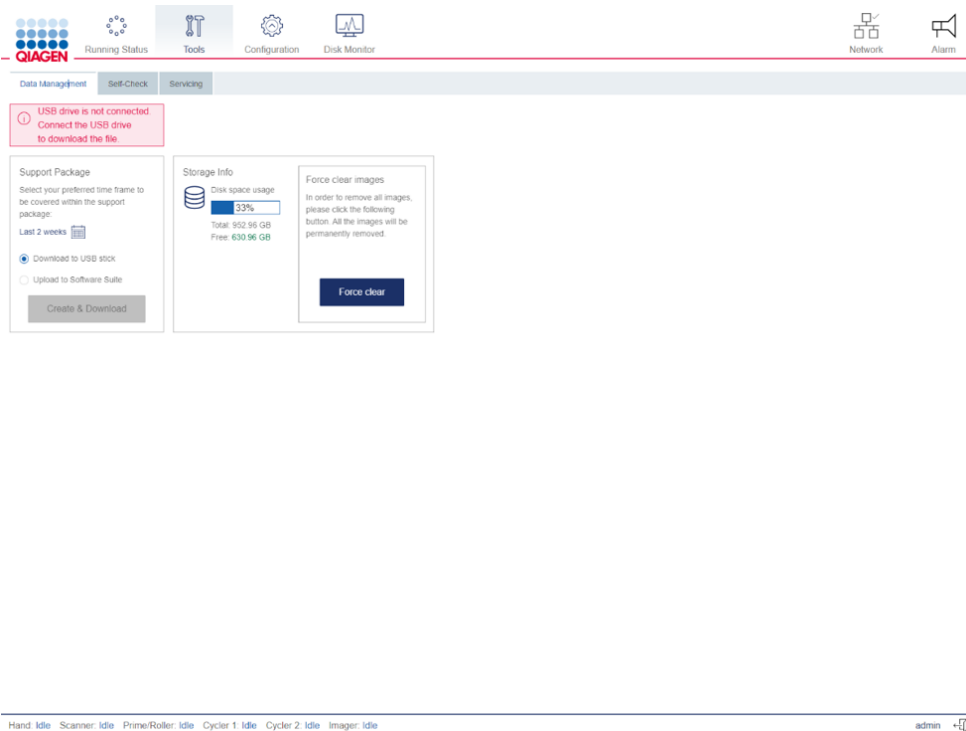 QIAGEN
Running Status
Tools
Configuration
Disk Monitor
Network
Alarm
Data Management
Self-Check
Servicing
USB drive is not connected.
Connect the USB drive
to download the file.
Support Package
Select your preferred time frame to
be covered within the support
package:
Last 2 weeks
Download to USB stick
Upload to Software Suite
Create & Download
Storage Info
Disk space usage
33%
Total: 952.96 GB
Free: 630.96 GB
Force clear images
In order to remove all images,
please click the following
button. All the images will be
permanently removed.
Force clear
Hand: Idle Scanner: Idle Prime/Roller: Idle Cycler 1: Idle Cycler 2: Idle Imager: Idle
admin